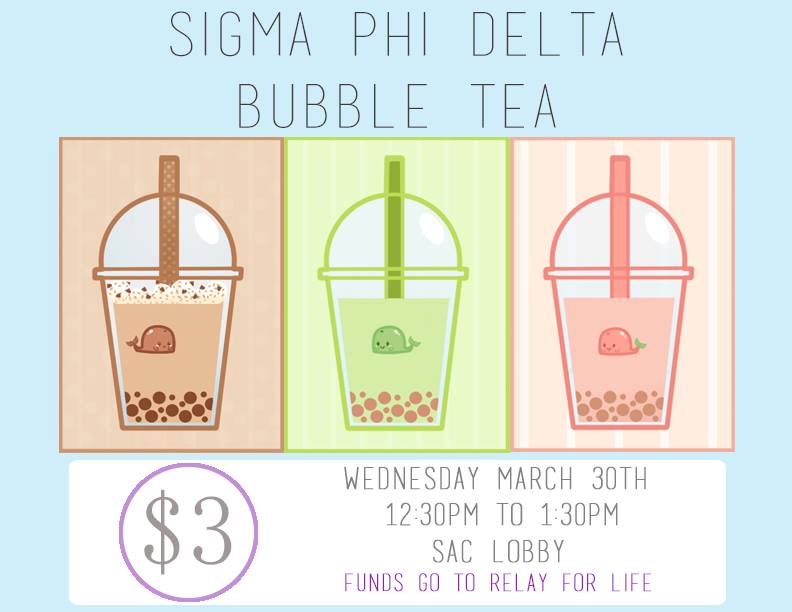 SIGMA PHI DELTA
BUBBLE TEA
$3
WEDNESDAY MARCH 30TH
12:30PM TO 1:30PM
SAC LOBBY
FUNDS GO TO RELAY FOR LIFE